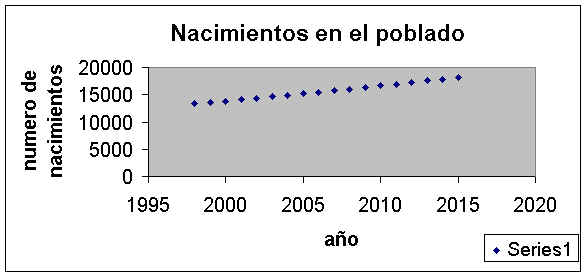 Nacimientos en el poblado
numero de
nacimientos
20000
15000
10000
5000
0
1995 2000 2005 2010 2015 2020
año
Series1